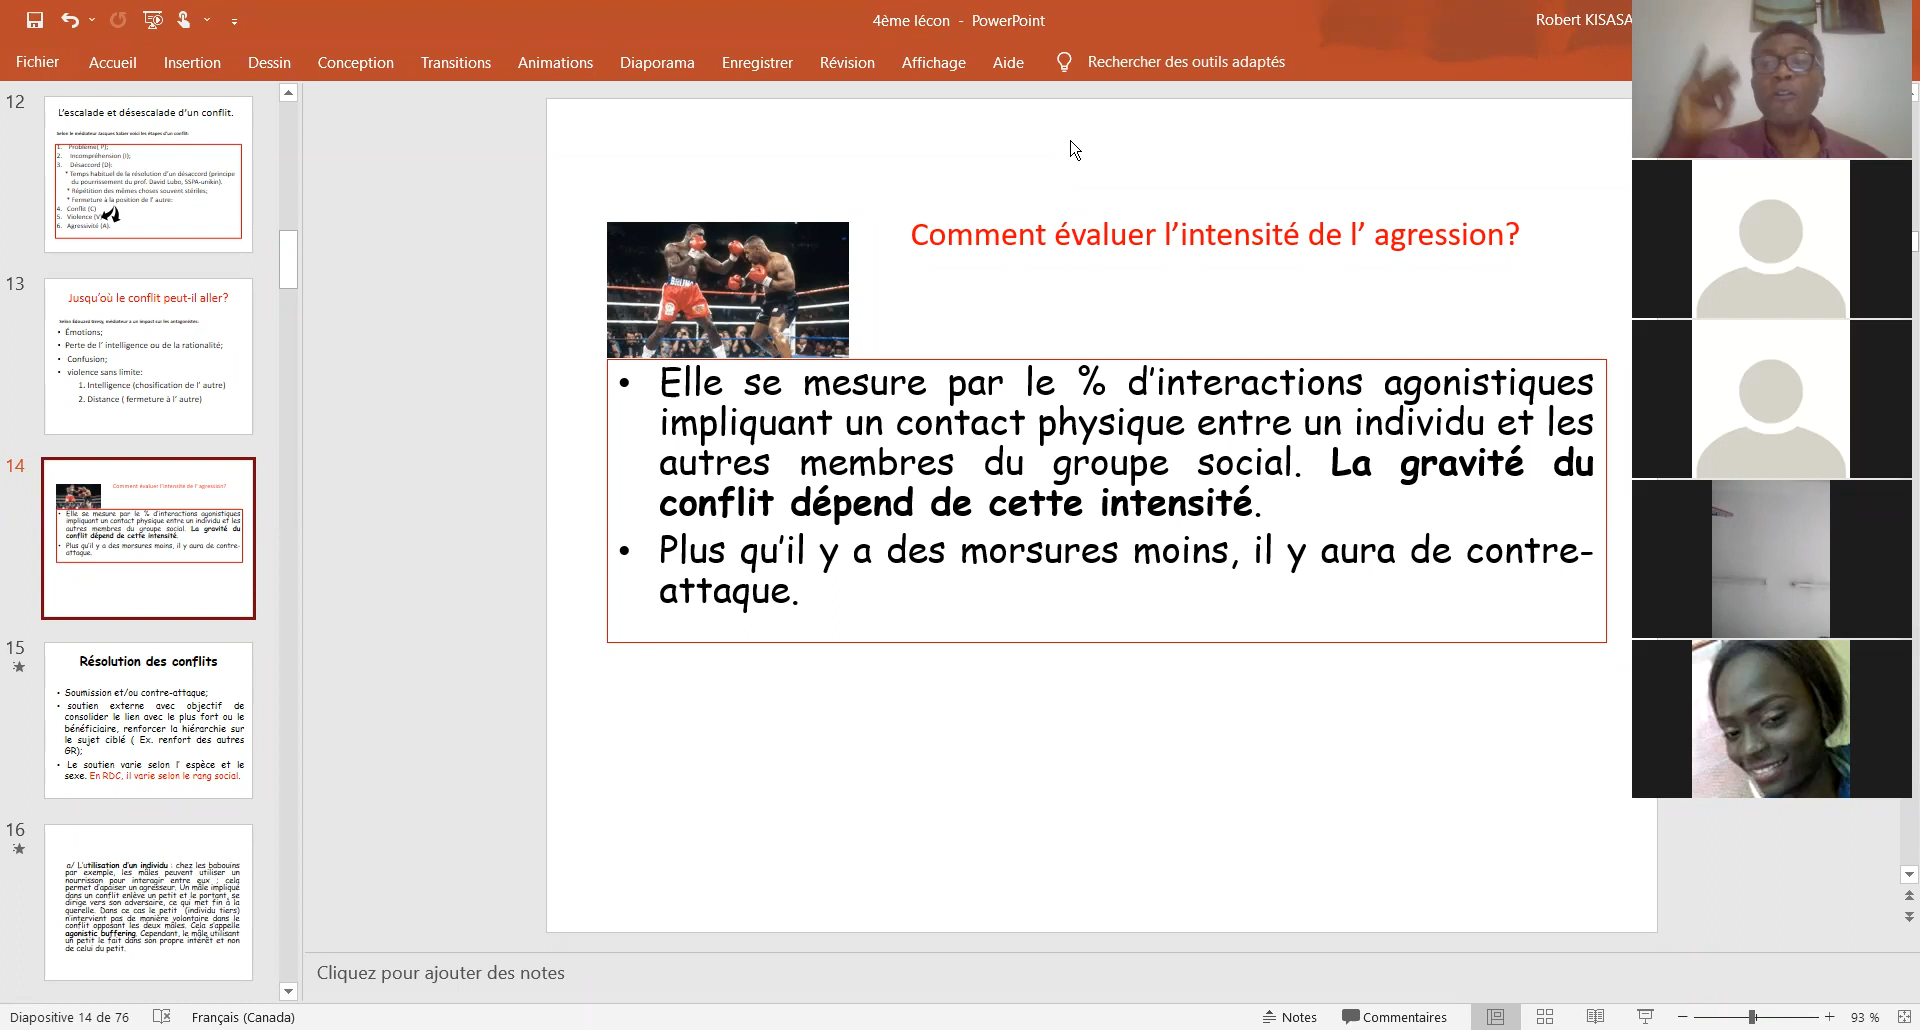 4ème lécon - PowerPoint
Robert KISASA
Fichier
Accueil
Insertion
Dessin
Conception
Transitions
Animations
Diaporama
Enregistrer
Révision
Affichage
Aide
Rechercher des outils adaptés
12
L'escalade et désescalade d'un conflit.
Selon le médiateur Jacques Salzer voici les étapes d'un conflit:
1. Problème( P);
2. Incompréhension (I);
3. Désaccord (D):
* Temps habituel de la résolution d'un désaccord (principe
du pourrissement du prof. David Lubo, SSPA-unikin).
* Répétition des mêmes choses souvent stériles;
* Fermeture à la position de l' autre:
4. Conflit (C)
5. Violence (V)
6. Agressivité (A).
13
Jusqu'où le conflit peut-il aller?
médiateur a un impact sur les antagonistes.
• Émotions;
• Perte de l' intelligence ou de la rationalité;
• Confusion;
• violence sans limite:
1. Intelligence (chosification de l' autre)
2. Distance ( fermeture à l' autre)
14
Comment évaluer l'intensité de l' agression?
• Elle se mesure par le % d'interactions agonistiques
impliquant un contact physique entre un individu et les
autres membres du groupe social. La gravité du
conflit dépend de cette intensité.
• Plus qu'il y a des morsures moins, il y aura de contre-
attaque.
15
Résolution des conflits
• Soumission et/ou contre-attaque;
• soutien externe avec objectif de
consolider le lien avec le plus fort ou le
bénéficiaire, renforcer la hiérarchie sur
le sujet ciblé ( Ex. renfort des autres
GR);
• Le soutien varie selon l' espèce et le
sexe. En RDC, il varie selon le rang social.
16
a/ L'utilisation d'un individu : chez les babouins
par exemple, les mâles peuvent utiliser un
nourrisson pour interagir entre eux ; cela
permet d'apaiser un agresseur. Un mâle impliqué
dans un conflit enlève un petit et le portant, se
dirige vers son adversaire, ce qui met fin à la
querelle. Dans ce cas le petit (individu tiers)
n'intervient pas de manière volontaire dans le
conflit opposant les deux mâles. Cela s'appelle
agonistic buffering. Cependant, le mâle utilisant
un petit le fait dans son propre intérêt et non
de celui du petit.
Comment évaluer l'intensité de l' agression?
• Elle se mesure par le % d'interactions agonistiques
impliquant un contact physique entre un individu et les
autres membres du groupe social. La gravité du
conflit dépend de cette intensité.
• Plus qu'il y a des morsures moins, il y aura de contre-
attaque.
Cliquez pour ajouter des notes
Diapositive 14 de 76
Français (Canada)
Notes
Commentaires
93 %